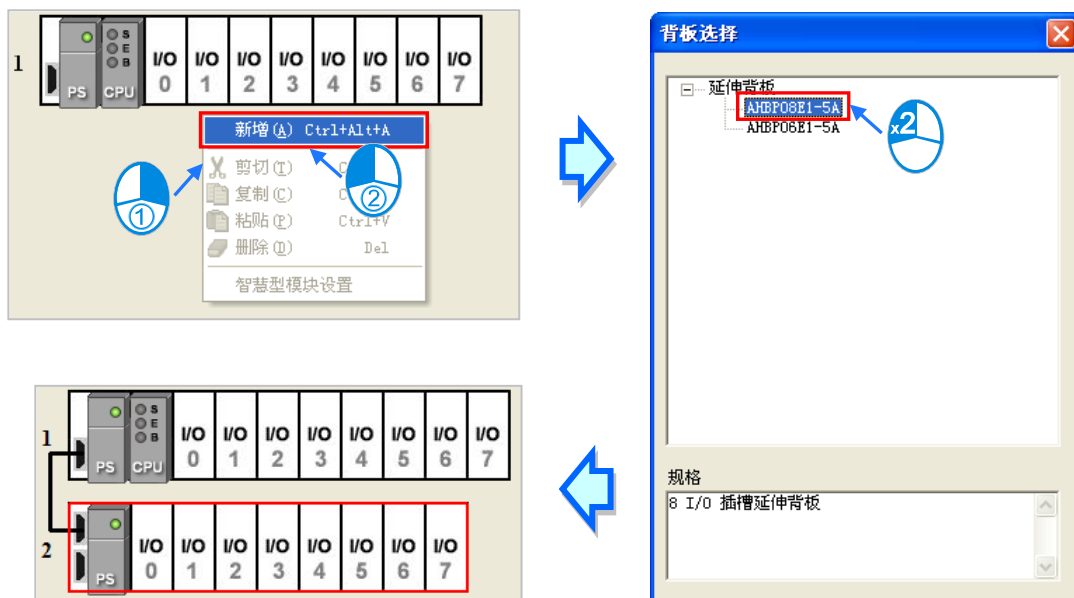 1
PS
CPU
S
E
B
I/O 0 I/O 1 I/O 2 I/O 3 I/O 4 I/O 5 I/O 6 I/O 7
新增(A) Ctrl+Alt+A
剪切(T) C
复制(C) C
粘贴(P) Ctrl+V
删除(D) Del
智慧型模块设置
①
②
背板选择
延伸背板
AHBP08E1-5A
AHBP06E1-5A
x2
规格
8 I/O 插槽延伸背板
1
PS
CPU
S
E
B
I/O 0 I/O 1 I/O 2 I/O 3 I/O 4 I/O 5 I/O 6 I/O 7
2
PS
I/O 0 I/O 1 I/O 2 I/O 3 I/O 4 I/O 5 I/O 6 I/O 7